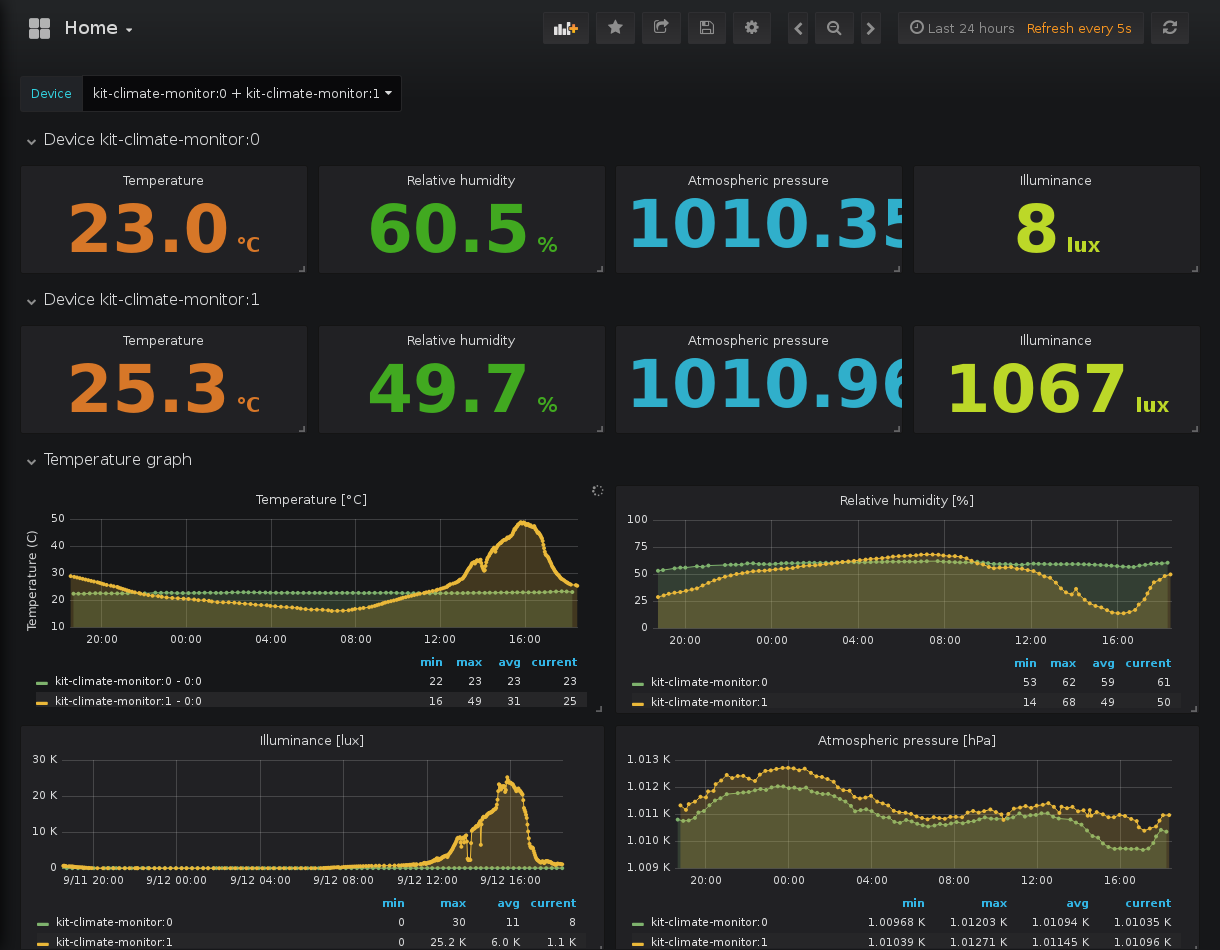 Home
Last 24 hours Refresh every 5s
Device kit-climate-monitor:0 + kit-climate-monitor:1
Device kit-climate-monitor:0
Temperature Relative humidity Atmospheric pressure Illuminance
23.0 °C 60.5 % 1010.35 8 lux
Device kit-climate-monitor:1
Temperature Relative humidity Atmospheric pressure Illuminance
25.3 °C 49.7 % 1010.96 1067 lux
Temperature graph
Temperature [°C]
Temperature (C)
50
40
30
20
10
20:00 00:00 04:00 08:00 12:00 16:00
min max avg current
kit-climate-monitor:0 - 0:0 22 23 23 23
kit-climate-monitor:1 - 0:0 16 49 31 25
Relative humidity [%]
100
75
50
25
0
20:00 00:00 04:00 08:00 12:00 16:00
min max avg current
kit-climate-monitor:0 53 62 59 61
kit-climate-monitor:1 14 68 49 50
Illuminance [lux]
30 K
20 K
10 K
0
9/11 20:00 9/12 00:00 9/12 04:00 9/12 08:00 9/12 12:00 9/12 16:00
min max avg current
kit-climate-monitor:0 0 30 11 8
kit-climate-monitor:1 0 25.2 K 6.0 K 1.1 K
Atmospheric pressure [hPa]
1.013 K
1.012 K
1.011 K
1.010 K
1.009 K
20:00 00:00 04:00 08:00 12:00 16:00
min max avg current
kit-climate-monitor:0 1.00968 K 1.01203 K 1.01094 K 1.01035 K
kit-climate-monitor:1 1.01039 K 1.01271 K 1.01145 K 1.01096 K